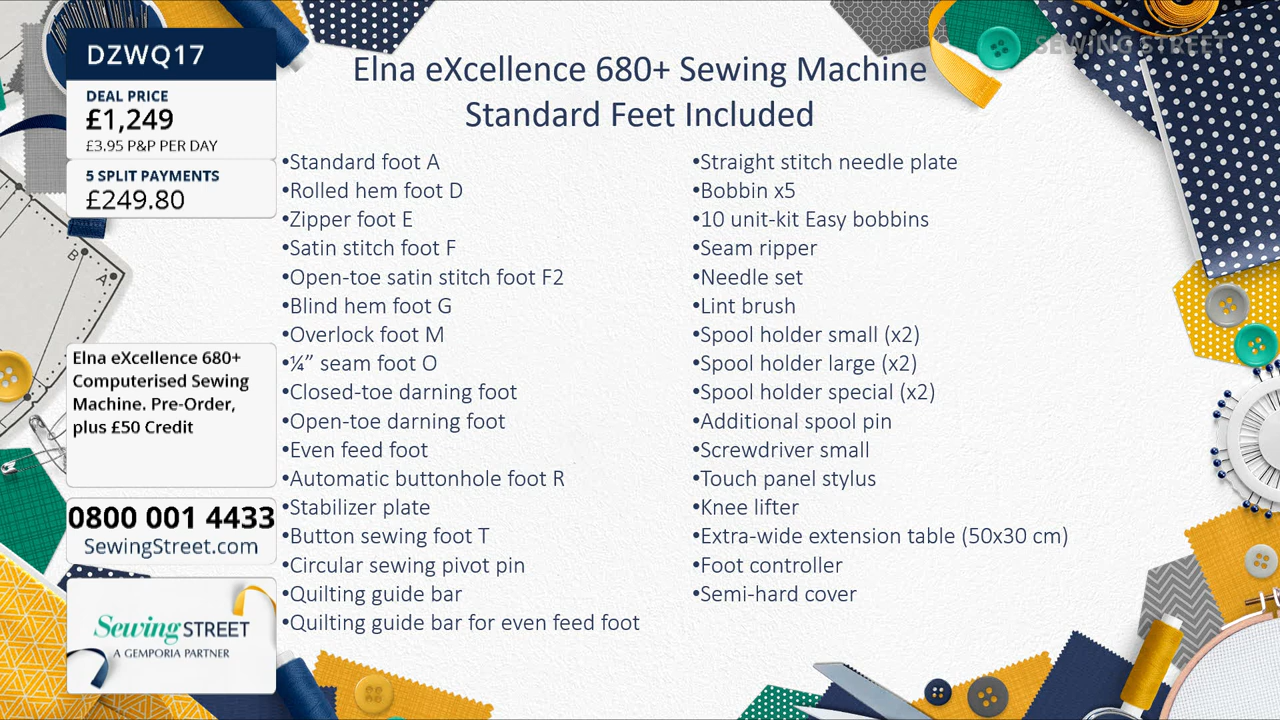 DZWQ17
DEAL PRICE
£1,249
£3.95 P&P PER DAY
5 SPLIT PAYMENTS
£249.80
Elna eXcellence 680+
Computerised Sewing
Machine. Pre-Order,
plus £50 Credit
0800 001 4433
SewingStreet.com
Sewing STREET
A GEMPORIA PARTNER
SEWING STREET
Elna eXcellence 680+ Sewing Machine
Standard Feet Included
•Standard foot A
•Rolled hem foot D
•Zipper foot E
•Satin stitch foot F
•Open-toe satin stitch foot F2
•Blind hem foot G
•Overlock foot M
•¼” seam foot O
•Closed-toe darning foot
•Open-toe darning foot
•Even feed foot
•Automatic buttonhole foot R
•Stabilizer plate
•Button sewing foot T
•Circular sewing pivot pin
•Quilting guide bar
•Quilting guide bar for even feed foot
•Straight stitch needle plate
•Bobbin x5
•10 unit-kit Easy bobbins
•Seam ripper
•Needle set
•Lint brush
•Spool holder small (x2)
•Spool holder large (x2)
•Spool holder special (x2)
•Additional spool pin
•Screwdriver small
•Touch panel stylus
•Knee lifter
•Extra-wide extension table (50x30 cm)
•Foot controller
•Semi-hard cover
B
A